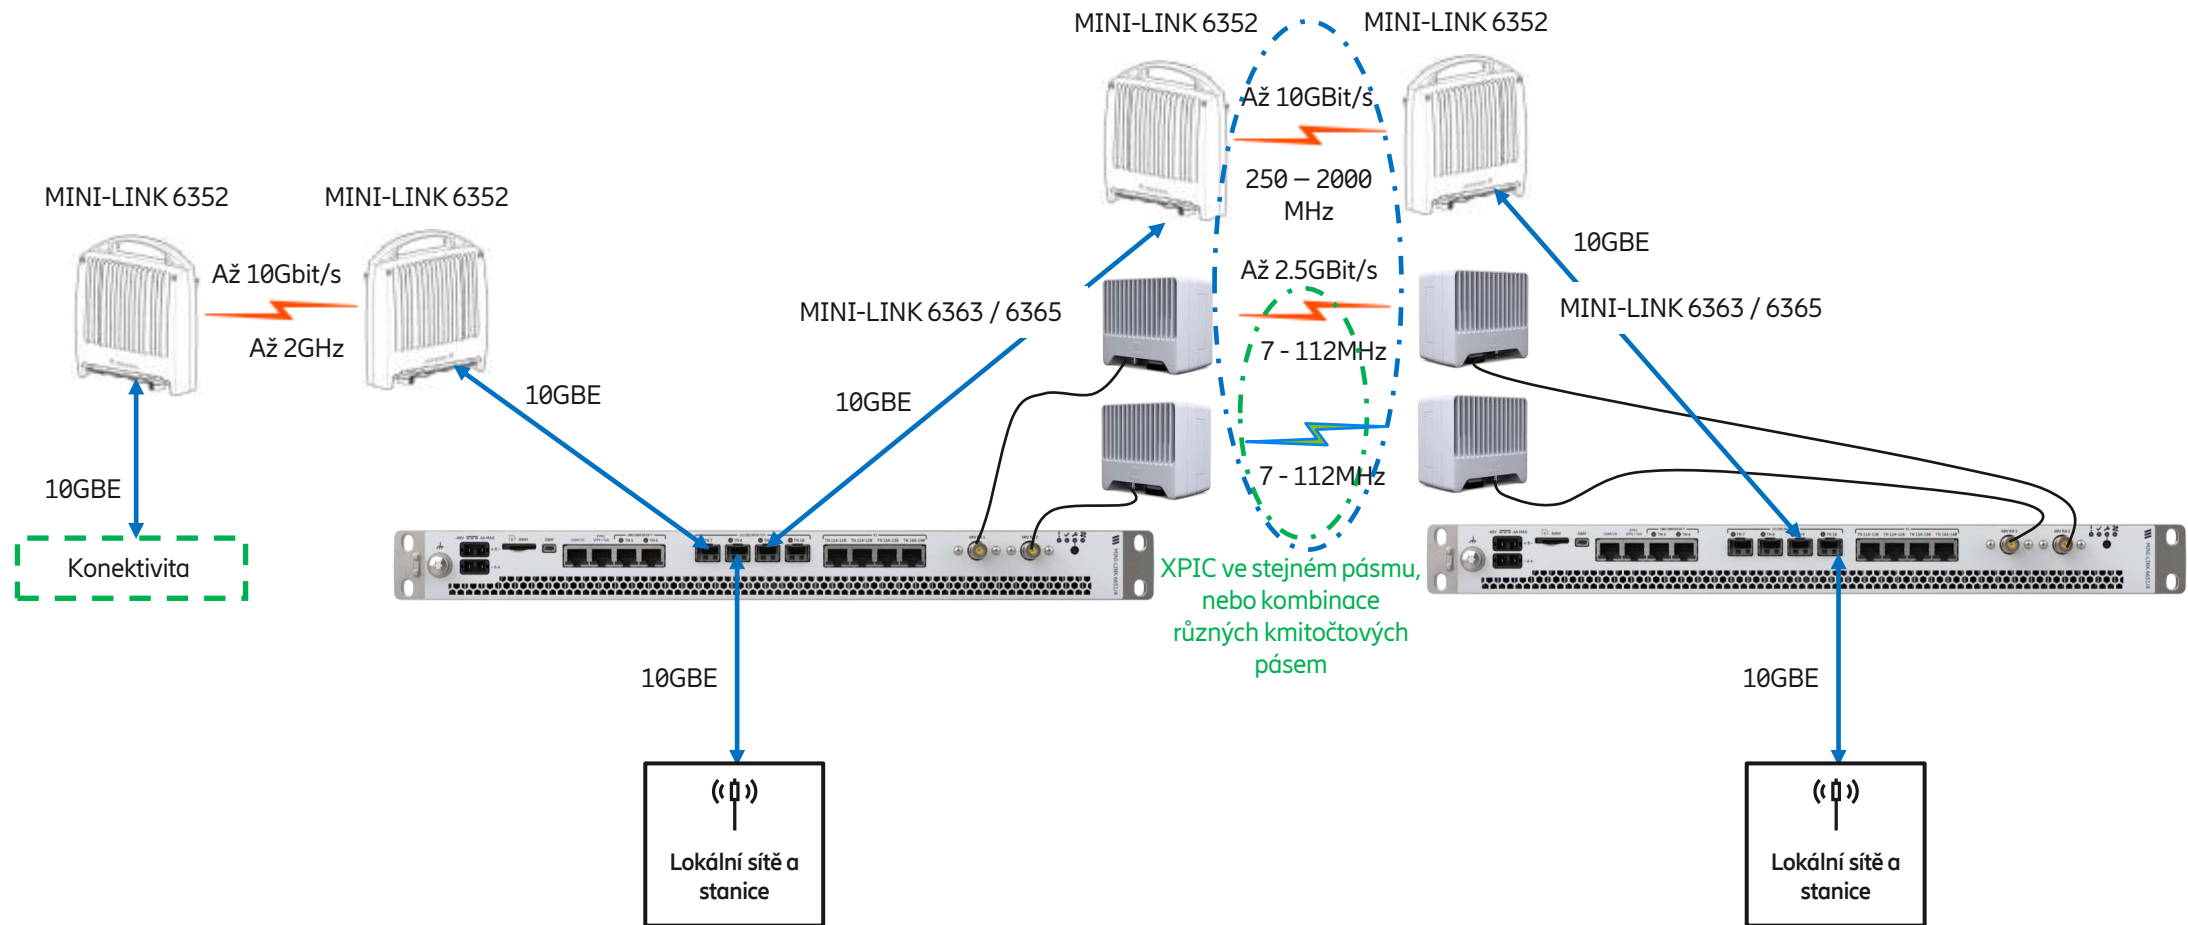 MINI-LINK 6352
MINI-LINK 6352
Až 10GBit/s
250 – 2000
MHz
MINI-LINK 6352
MINI-LINK 6352
Až 10Gbit/s
Až 2GHz
10GBE
Až 2.5GBit/s
MINI-LINK 6363 / 6365
MINI-LINK 6363 / 6365
7 - 112MHz
10GBE
10GBE
7 - 112MHz
10GBE
Konektivita
XPIC ve stejném pásmu,
nebo kombinace
různých kmitočtových
pásem
10GBE
10GBE
Lokální sítě a
stanice
Lokální sítě a
stanice